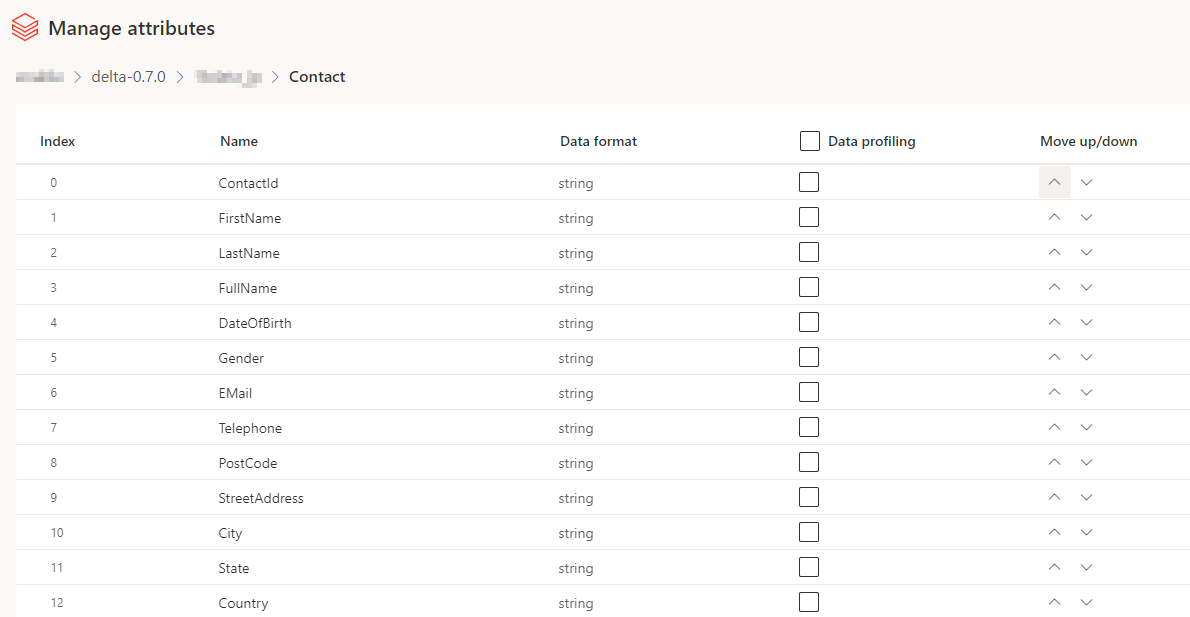 Manage attributes
delta-0.7.0 Contact
Index Name Data format Data profiling Move up/down
0 ContactId string
1 FirstName string
2 LastName string
3 FullName string
4 DateOfBirth string
5 Gender string
6 EMail string
7 Telephone string
8 PostCode string
9 StreetAddress string
10 City string
11 State string
12 Country string